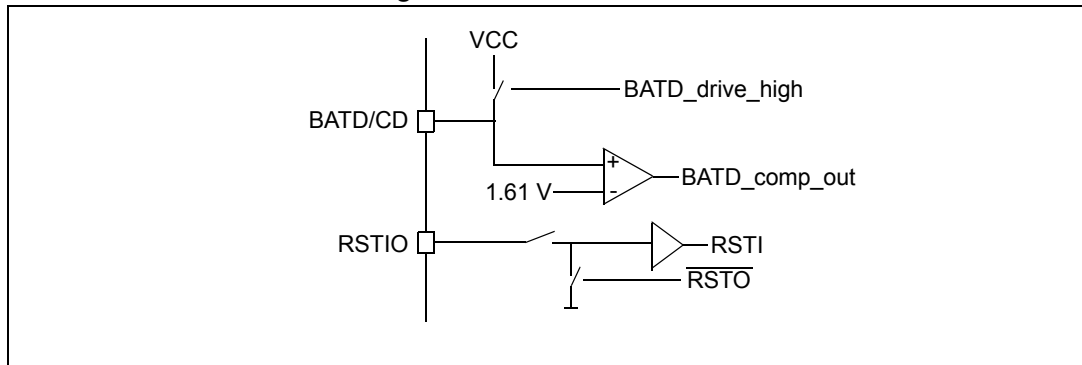 VCC
BATD_drive_high
BATD/CD
+
BATD_comp_out
1.61 V
-
RSTIO
RSTI
RSTO